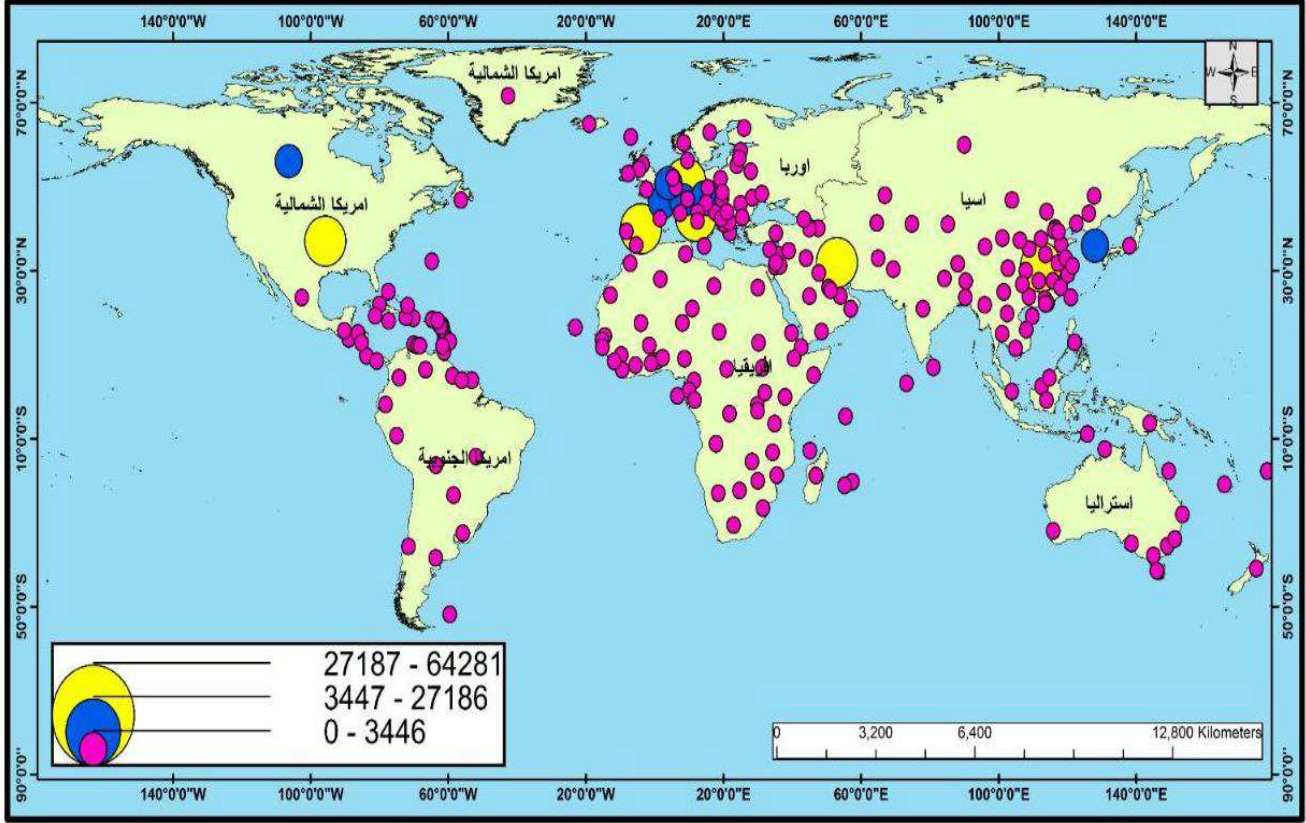 140°0'0"W 100°0'0"W 60°0'0"W 20°0'0"W 20°0'0"E 60°0'0"E 100°0'0"E 140°0'0"E
N
W E
S
امريكا الشمالية
70°0'0"N 70°0'0"N
اوربا
اسيا
امريكا الشمالية
30°0'0"N 30°0'0"N
أفريقيا
10°0'0"S 10°0'0"S
امريكا الجنوبية
استراليا
50°0'0"S 50°0'0"S
27187 - 64281
3447 - 27186
0 - 3446
0 3,200 6,400 12,800 Kilometers
90°0'0" 90°0'0"
140°0'0"W 100°0'0"W 60°0'0"W 20°0'0"W 20°0'0"E 60°0'0"E 100°0'0"E 140°0'0"E